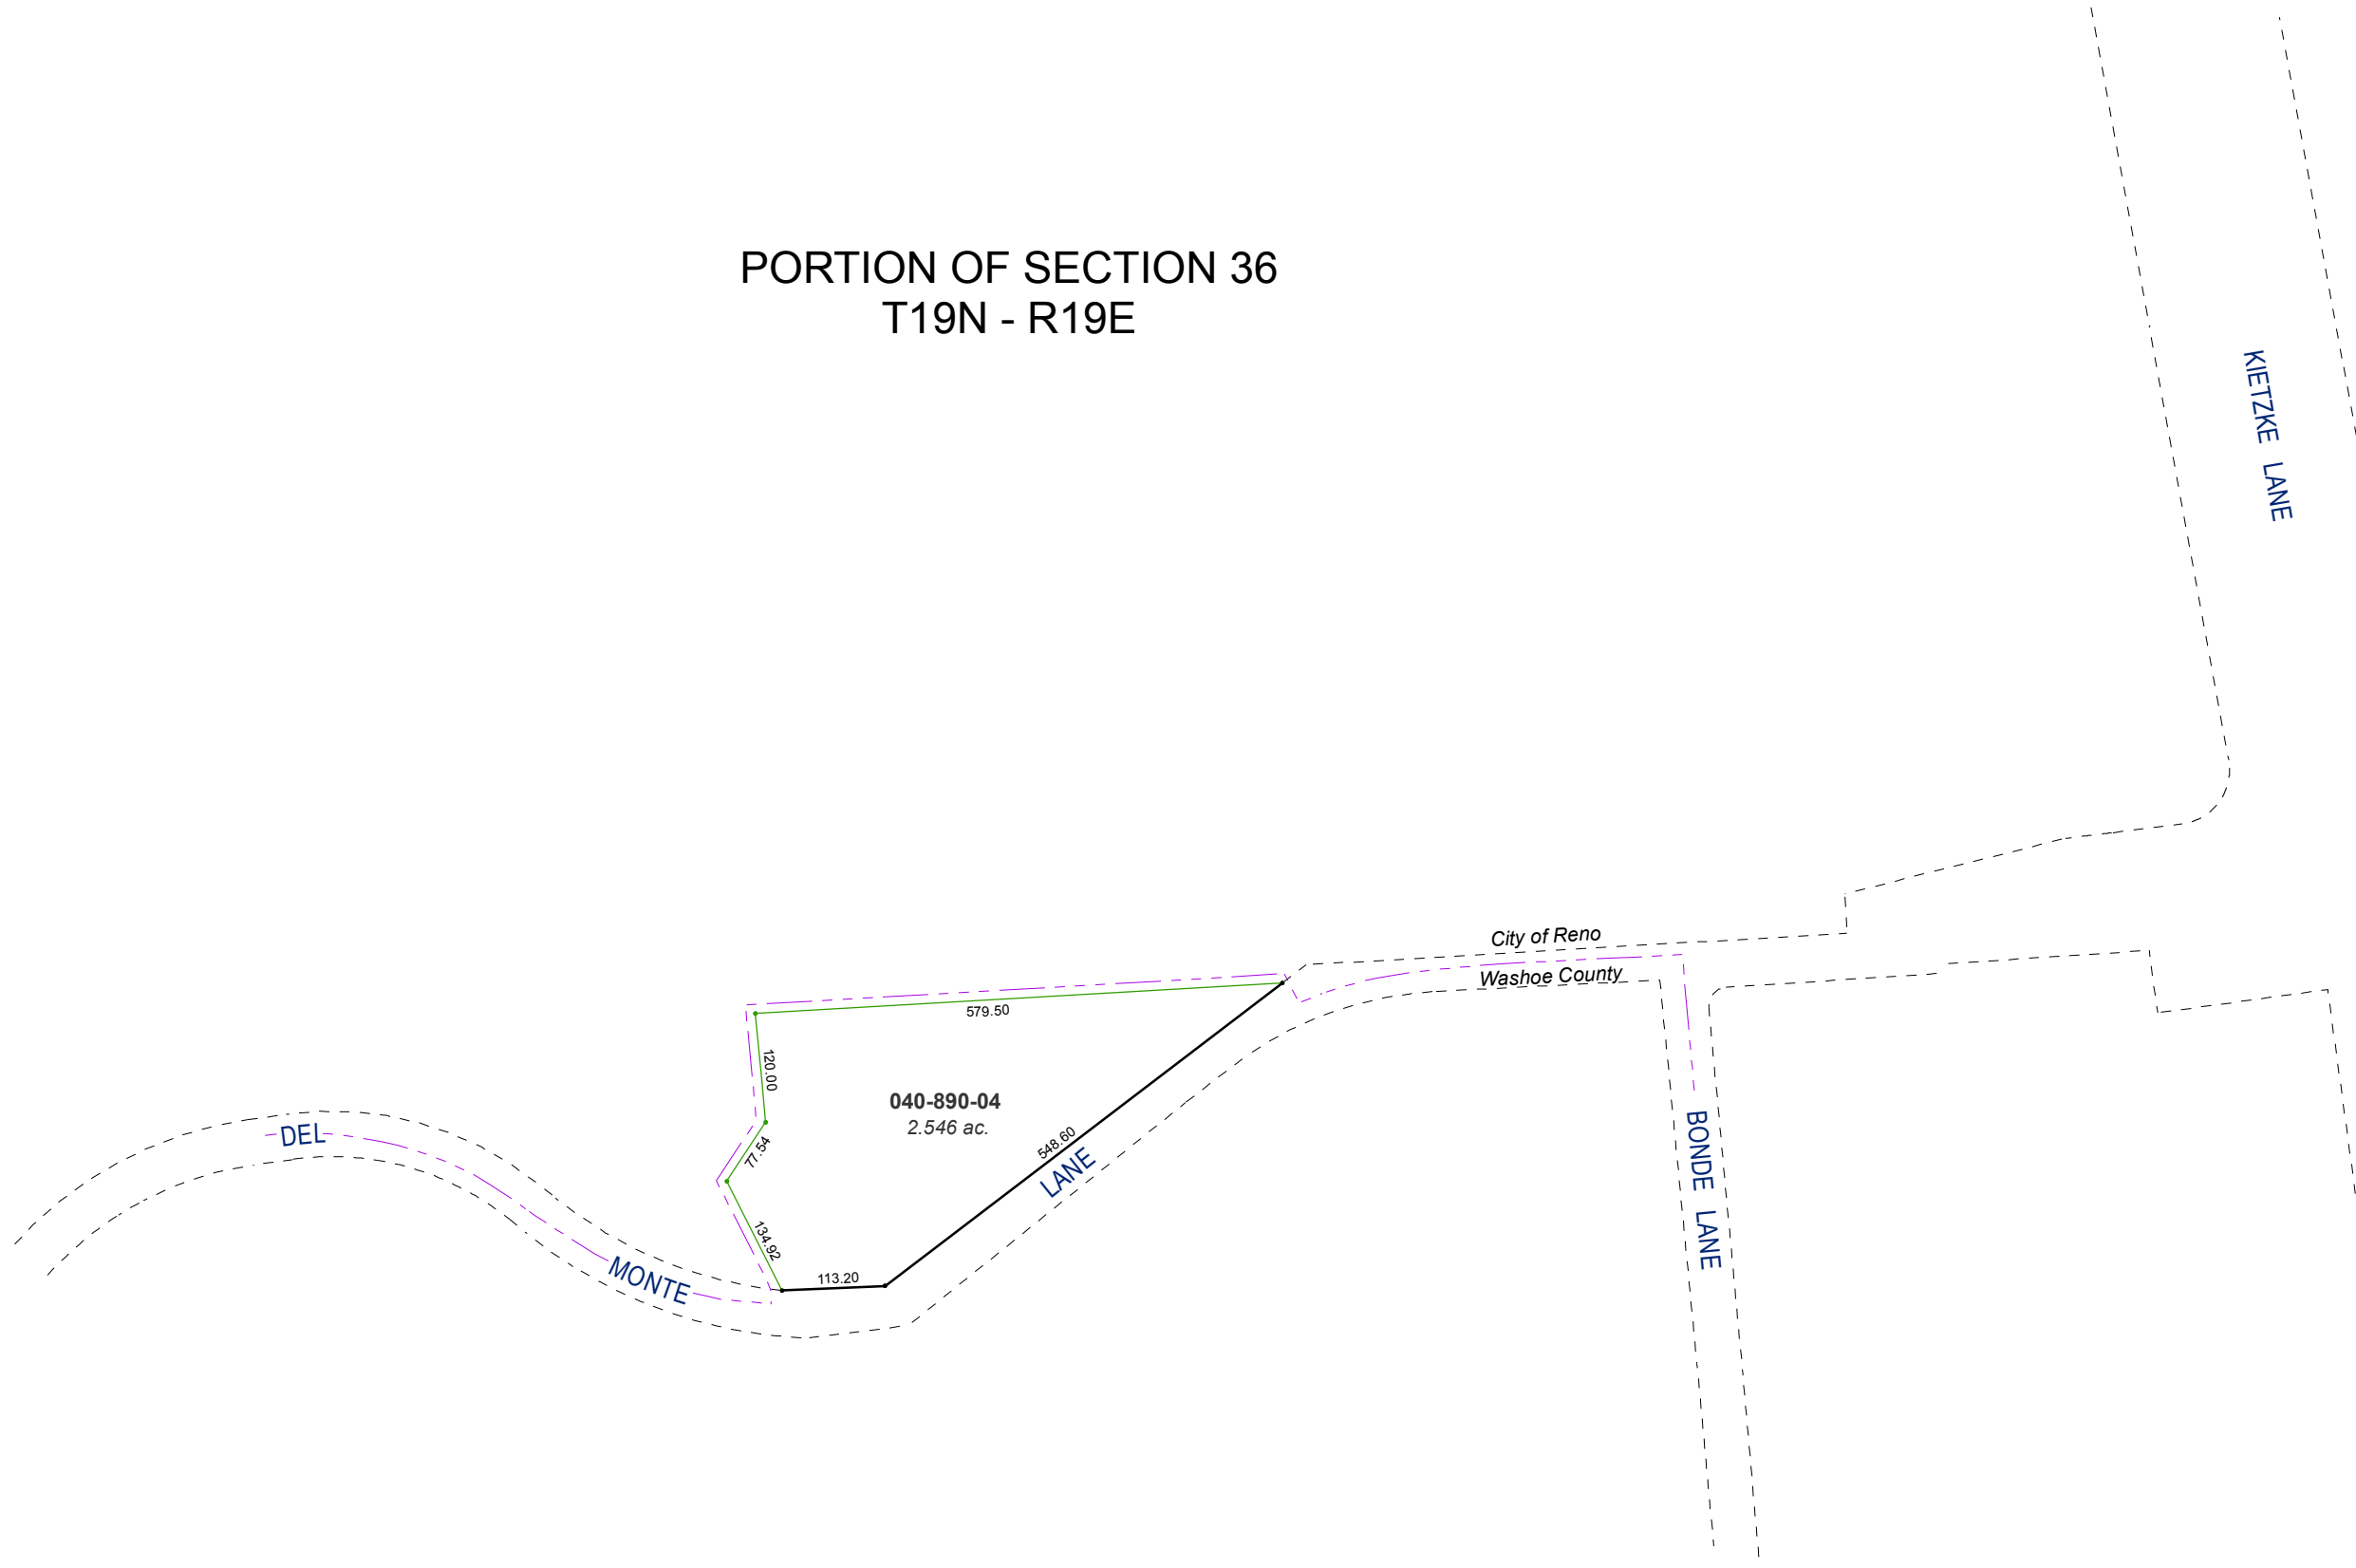 PORTION OF SECTION 36
T19N - R19E
KIETZKE LANE
City of Reno
Washoe County
579.50
120.00
040-890-04
2.546 ac.
77.54
548.60
LANE
DEL
BONDE LANE
134.92
MONTE
113.20